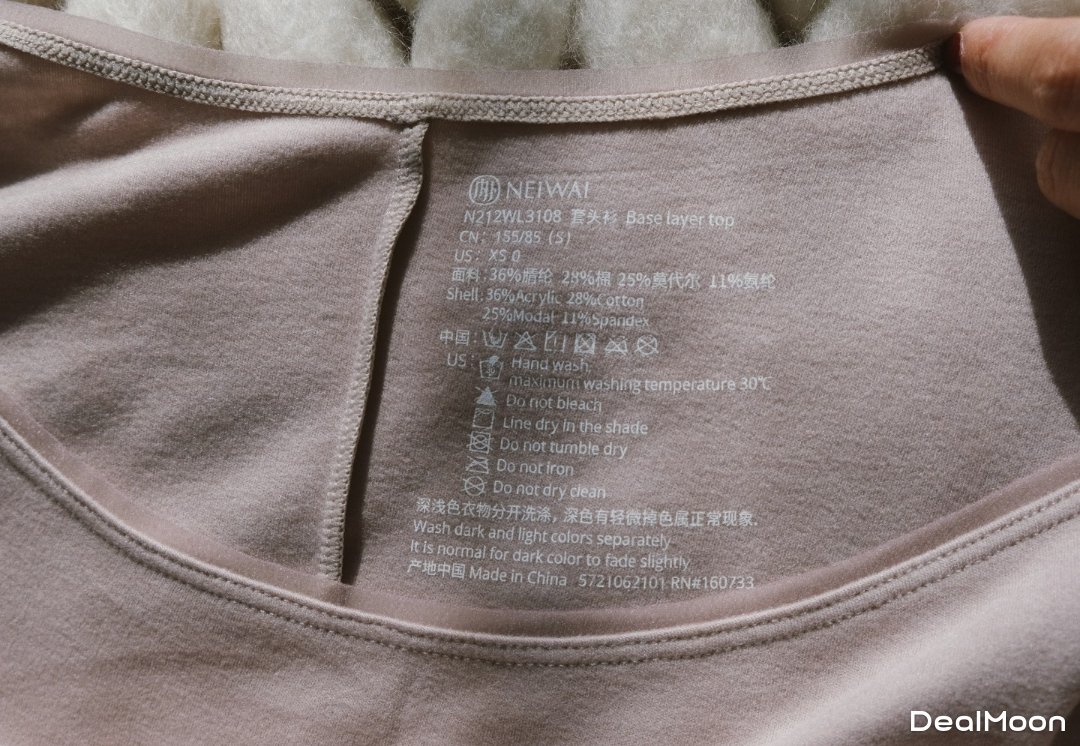 NEIWAI
N212WL3108 套头衫 Base layer top
CN: 155/85 (S)
US: XS 0
面料:36%腈纶 28%棉 25%莫代尔 11%氨纶
Shell: 36%Acrylic 28%Cotton
25%Modal 11%Spandex
中国:
US: Hand wash,
maximum washing temperature 30℃
Do not bleach
Line dry in the shade
Do not tumble dry
Do not iron
Do not dry clean
深浅色衣物分开洗涤，深色有轻微掉色属正常现象.
Wash dark and light colors separately
It is normal for dark color to fade slightly
产地中国 Made in China 5721062101 RN#160733
DealMoon